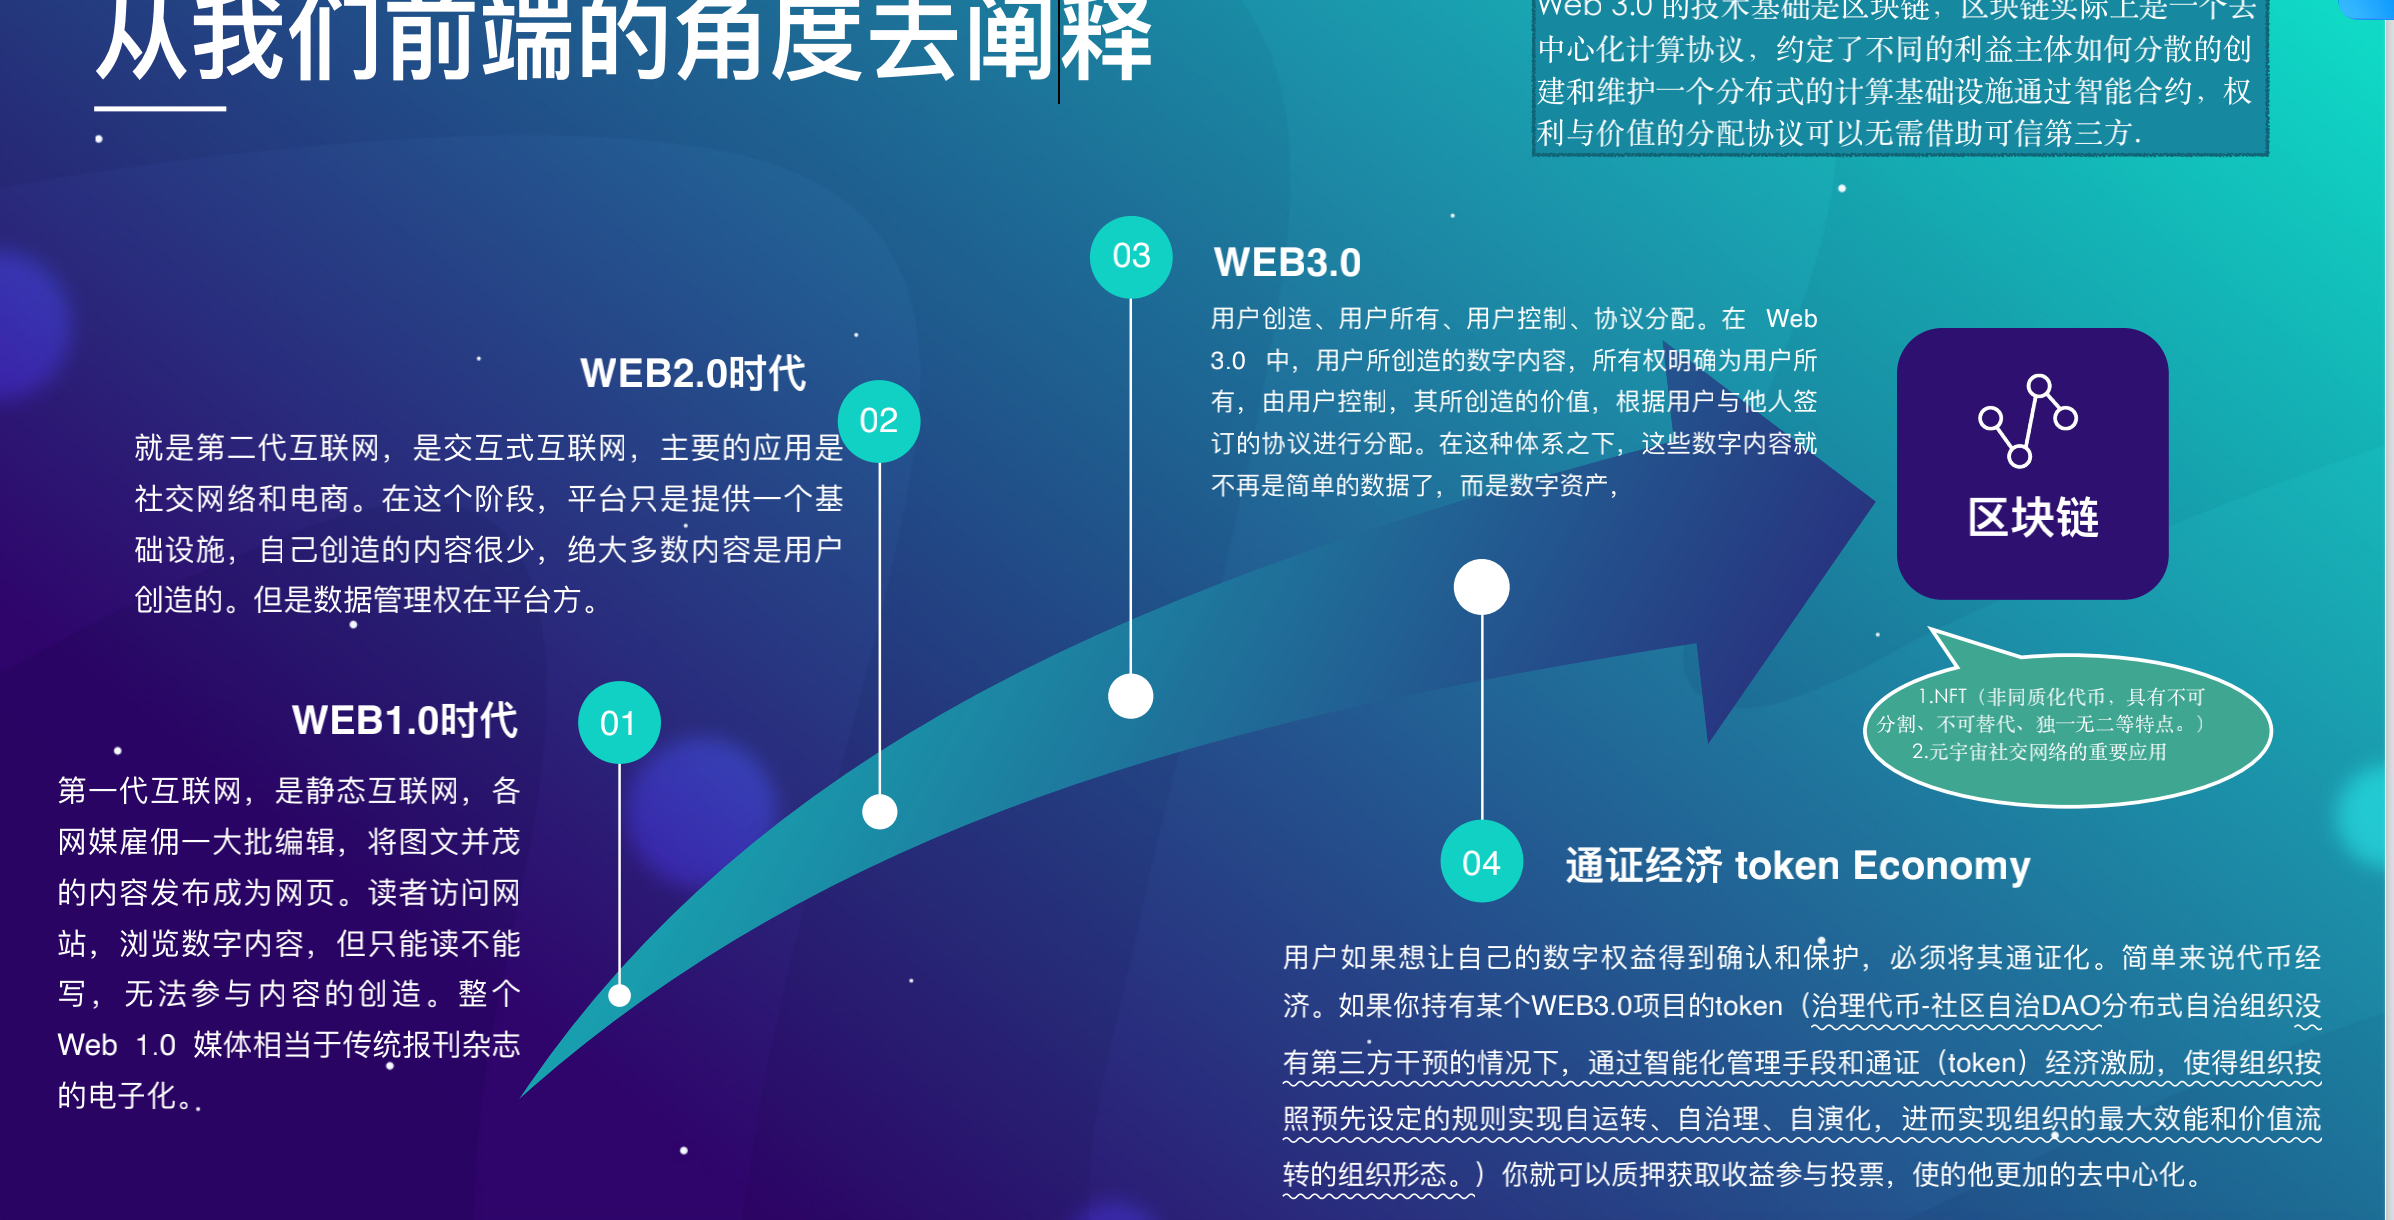 从我们前端的角度去阐释
Web 3.0 的技术基础是区块链，区块链实际上是一个去
中心化计算协议，约定了不同的利益主体如何分散的创
建和维护一个分布式的计算基础设施通过智能合约，权
利与价值的分配协议可以无需借助可信第三方.
03
WEB3.0
用户创造、用户所有、用户控制、协议分配。在 Web
3.0 中，用户所创造的数字内容，所有权明确为用户所
有，由用户控制，其所创造的价值，根据用户与他人签
订的协议进行分配。在这种体系之下，这些数字内容就
不再是简单的数据了，而是数字资产，
WEB2.0时代
02
就是第二代互联网，是交互式互联网，主要的应用是
社交网络和电商。在这个阶段，平台只是提供一个基
础设施，自己创造的内容很少，绝大多数内容是用户
创造的。但是数据管理权在平台方。
区块链
WEB1.0时代
01
第一代互联网，是静态互联网，各
网媒雇佣一大批编辑，将图文并茂
的内容发布成为网页。读者访问网
站，浏览数字内容，但只能读不能
写，无法参与内容的创造。整个
Web 1.0 媒体相当于传统报刊杂志
的电子化。
1.NFT（非同质化代币，具有不可
分割、不可替代、独一无二等特点。）
2.元宇宙社交网络的重要应用
04
通证经济 token Economy
用户如果想让自己的数字权益得到确认和保护，必须将其通证化。简单来说代币经
济。如果你持有某个WEB3.0项目的token（治理代币-社区自治DAO分布式自治组织没
有第三方干预的情况下，通过智能化管理手段和通证（token）经济激励，使得组织按
照预先设定的规则实现自运转、自治理、自演化，进而实现组织的最大效能和价值流
转的组织形态。）你就可以质押获取收益参与投票，使的他更加的去中心化。